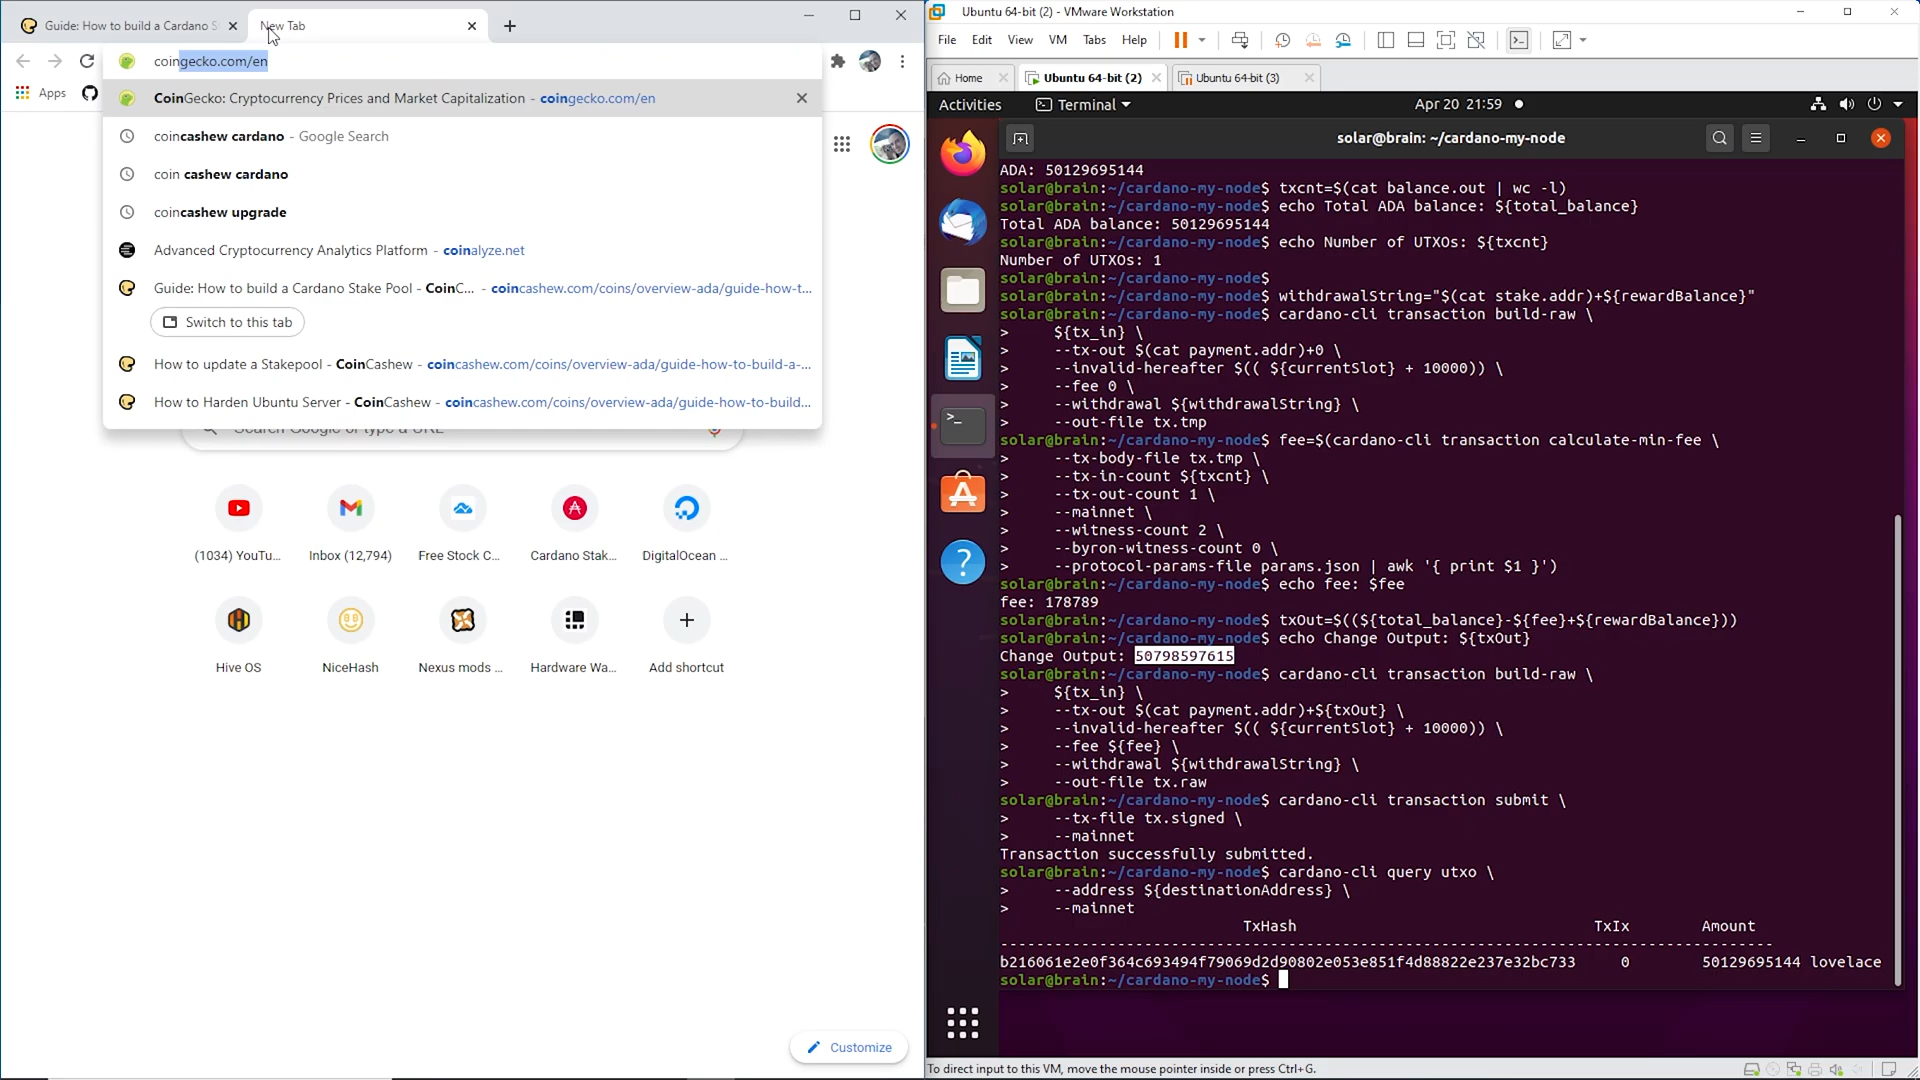 Guide: How to build a Cardano S
New Tab
coingecko.com/en
Apps
CoinGecko: Cryptocurrency Prices and Market Capitalization - coingecko.com/en
coincashew cardano - Google Search
coin cashew cardano
coincashew upgrade
Advanced Cryptocurrency Analytics Platform - coinalyze.net
Guide: How to build a Cardano Stake Pool - CoinC... - coincashew.com/coins/overview-ada/guide-how-t...
Switch to this tab
How to update a Stakepool - CoinCashew - coincashew.com/coins/overview-ada/guide-how-to-build-a-...
How to Harden Ubuntu Server - CoinCashew - coincashew.com/coins/overview-ada/guide-how-to-build...
Search Google or type a URL
(1034) YouTu...
Inbox (12,794)
Free Stock C...
Cardano Stak...
DigitalOcean ...
Hive OS
NiceHash
Nexus mods ...
Hardware Wa...
Add shortcut
Customize
Ubuntu 64-bit (2) - VMware Workstation
File Edit View VM Tabs Help
Home
Ubuntu 64-bit (2)
Ubuntu 64-bit (3)
Activities
Terminal
Apr 20 21:59
solar@brain: ~/cardano-my-node
ADA: 50129695144
solar@brain:~/cardano-my-node$ txcnt=$(cat balance.out | wc -l)
solar@brain:~/cardano-my-node$ echo Total ADA balance: ${total_balance}
Total ADA balance: 50129695144
solar@brain:~/cardano-my-node$ echo Number of UTXOs: ${txcnt}
Number of UTXOs: 1
solar@brain:~/cardano-my-node$
solar@brain:~/cardano-my-node$ withdrawalString="$(cat stake.addr)+${rewardBalance}"
solar@brain:~/cardano-my-node$ cardano-cli transaction build-raw \
> ${tx_in} \
> --tx-out $(cat payment.addr)+0 \
> --invalid-hereafter $(( ${currentSlot} + 10000)) \
> --fee 0 \
> --withdrawal ${withdrawalString} \
> --out-file tx.tmp
solar@brain:~/cardano-my-node$ fee=$(cardano-cli transaction calculate-min-fee \
> --tx-body-file tx.tmp \
> --tx-in-count ${txcnt} \
> --tx-out-count 1 \
> --mainnet \
> --witness-count 2 \
> --byron-witness-count 0 \
> --protocol-params-file params.json | awk '{ print $1 }')
solar@brain:~/cardano-my-node$ echo fee: $fee
fee: 178789
solar@brain:~/cardano-my-node$ txOut=$((${total_balance}-${fee}+${rewardBalance}))
solar@brain:~/cardano-my-node$ echo Change Output: ${txOut}
Change Output: 50798597615
solar@brain:~/cardano-my-node$ cardano-cli transaction build-raw \
> ${tx_in} \
> --tx-out $(cat payment.addr)+${txOut} \
> --invalid-hereafter $(( ${currentSlot} + 10000)) \
> --fee ${fee} \
> --withdrawal ${withdrawalString} \
> --out-file tx.raw
solar@brain:~/cardano-my-node$ cardano-cli transaction submit \
> --tx-file tx.signed \
> --mainnet
Transaction successfully submitted.
solar@brain:~/cardano-my-node$ cardano-cli query utxo \
> --address ${destinationAddress} \
> --mainnet
TxHash TxIx Amount
--------------------------------------------------------------------------------------
b216061e2e0f364c693494f79069d2d90802e053e851f4d88822e237e32bc733 0 50129695144 lovelace
solar@brain:~/cardano-my-node$
To direct input to this VM, move the mouse pointer inside or press Ctrl+G.